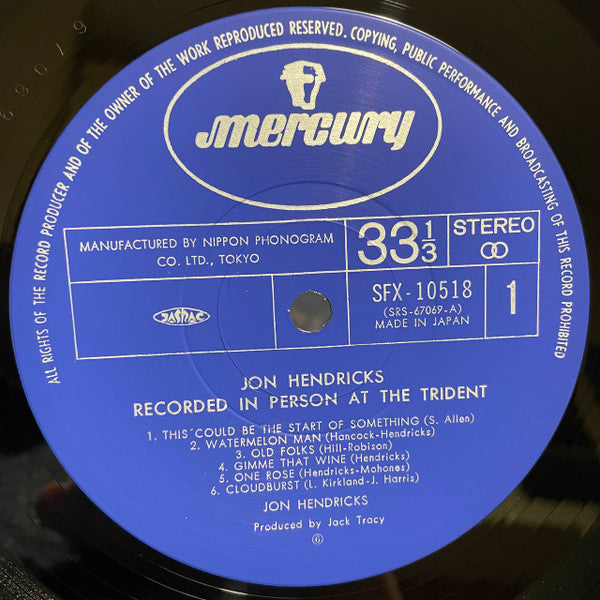 ALL RIGHTS OF THE RECORD PRODUCER AND OF THE OWNER OF THE WORK REPRODUCED RESERVED. COPYING, PUBLIC PERFORMANCE AND BROADCASTING OF THIS RECORD PROHIBITED
mercury
MANUFACTURED BY NIPPON PHONOGRAM
CO. LTD., TOKYO
33 1/3
STEREO
JASRAC
SFX-10518
(SRS-67069-A)
MADE IN JAPAN
1
JON HENDRICKS
RECORDED IN PERSON AT THE TRIDENT
1. THIS COULD BE THE START OF SOMETHING (S. Allen)
2. WATERMELON MAN (Hancock-Hendricks)
3. OLD FOLKS (Hill-Robison)
4. GIMME THAT WINE (Hendricks)
5. ONE ROSE (Hendricks-Mohones)
6. CLOUDBURST (L. Kirkland-J. Harris)
JON HENDRICKS
Produced by Jack Tracy